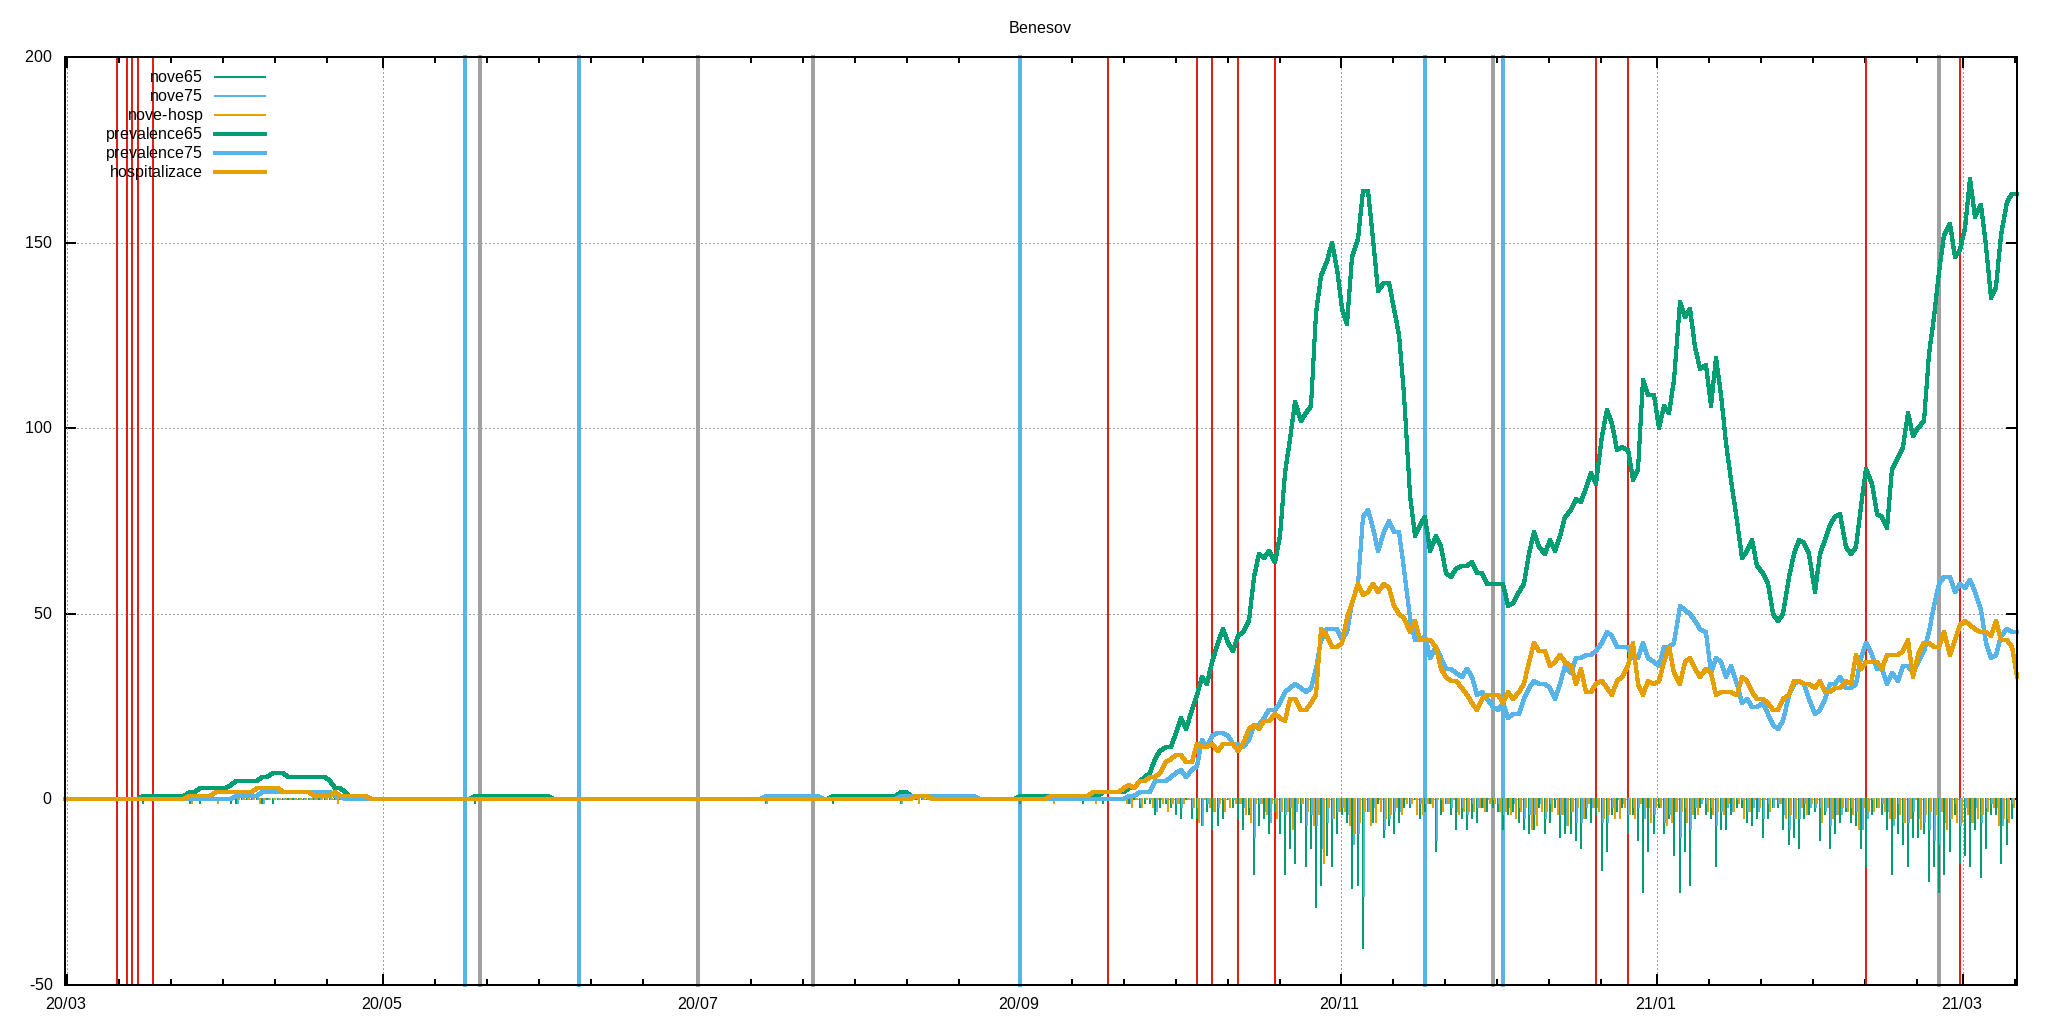 Benesov
200
150
100
50
0
-50
nove65
nove75
nove-hosp
prevalence65
prevalence75
hospitalizace
20/03 20/05 20/07 20/09 20/11 21/01 21/03